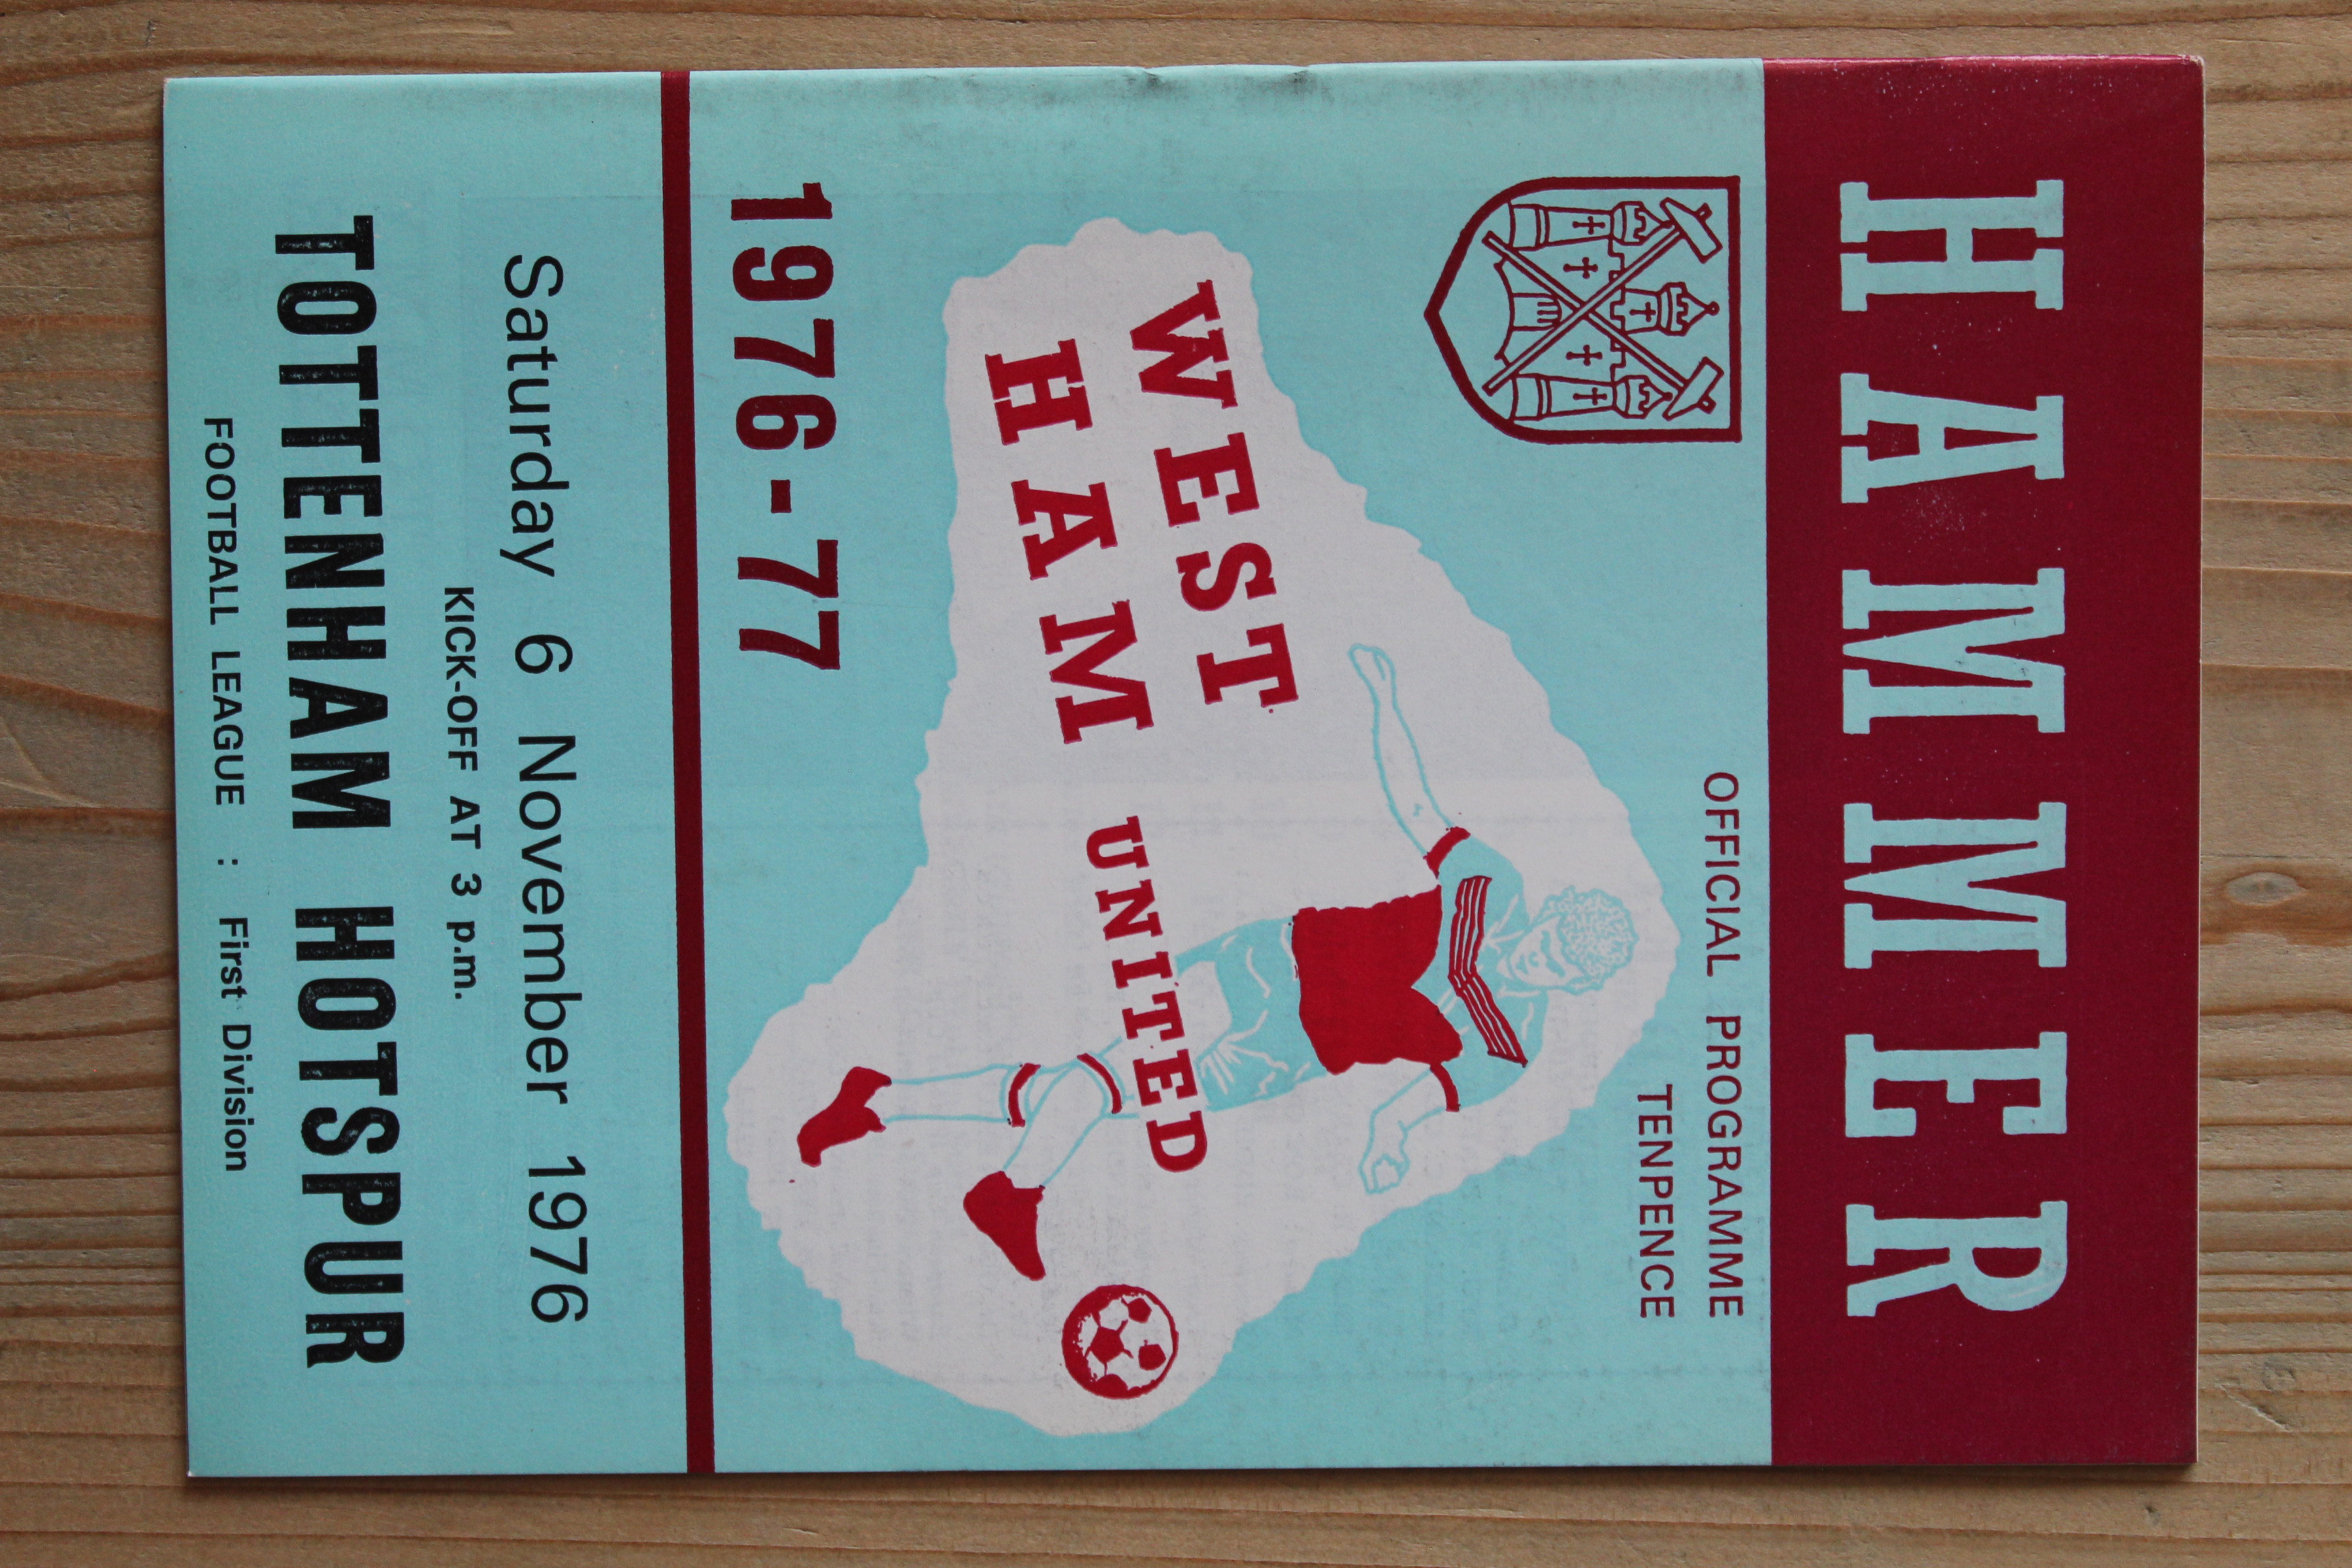 HAMMER
OFFICIAL PROGRAMME
TENPENCE
WEST
HAM UNITED
1976-77
Saturday 6 November 1976
KICK-OFF AT 3 p.m.
TOTTENHAM HOTSPUR
FOOTBALL LEAGUE : First Division